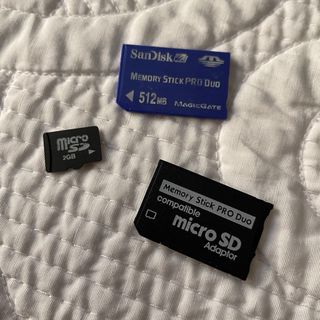 SanDisk
MEMORY STICK PRO DUO
512MB
MAGICGATE
micro
SD
2GB
Memory Stick PRO Duo
compatible
micro SD
Adaptor